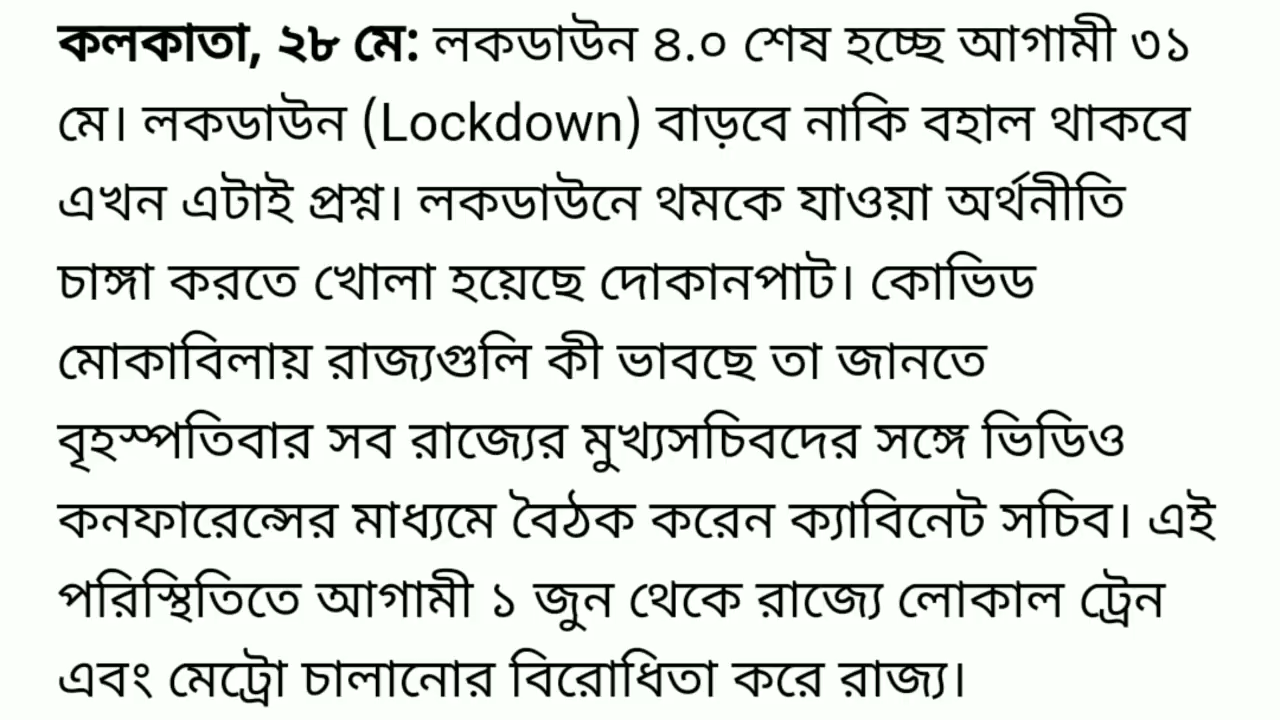 কলকাতা, ২৮ মে: লকডাউন ৪.০ শেষ হচ্ছে আগামী ৩১
মে। লকডাউন (Lockdown) বাড়বে নাকি বহাল থাকবে
এখন এটাই প্রশ্ন। লকডাউনে থমকে যাওয়া অর্থনীতি
চাঙ্গা করতে খোলা হয়েছে দোকানপাট। কোভিড
মোকাবিলায় রাজ্যগুলি কী ভাবছে তা জানতে
বৃহস্পতিবার সব রাজ্যের মুখ্যসচিবদের সঙ্গে ভিডিও
কনফারেন্সের মাধ্যমে বৈঠক করেন ক্যাবিনেট সচিব। এই
পরিস্থিতিতে আগামী ১ জুন থেকে রাজ্যে লোকাল ট্রেন
এবং মেট্রো চালানোর বিরোধিতা করে রাজ্য।